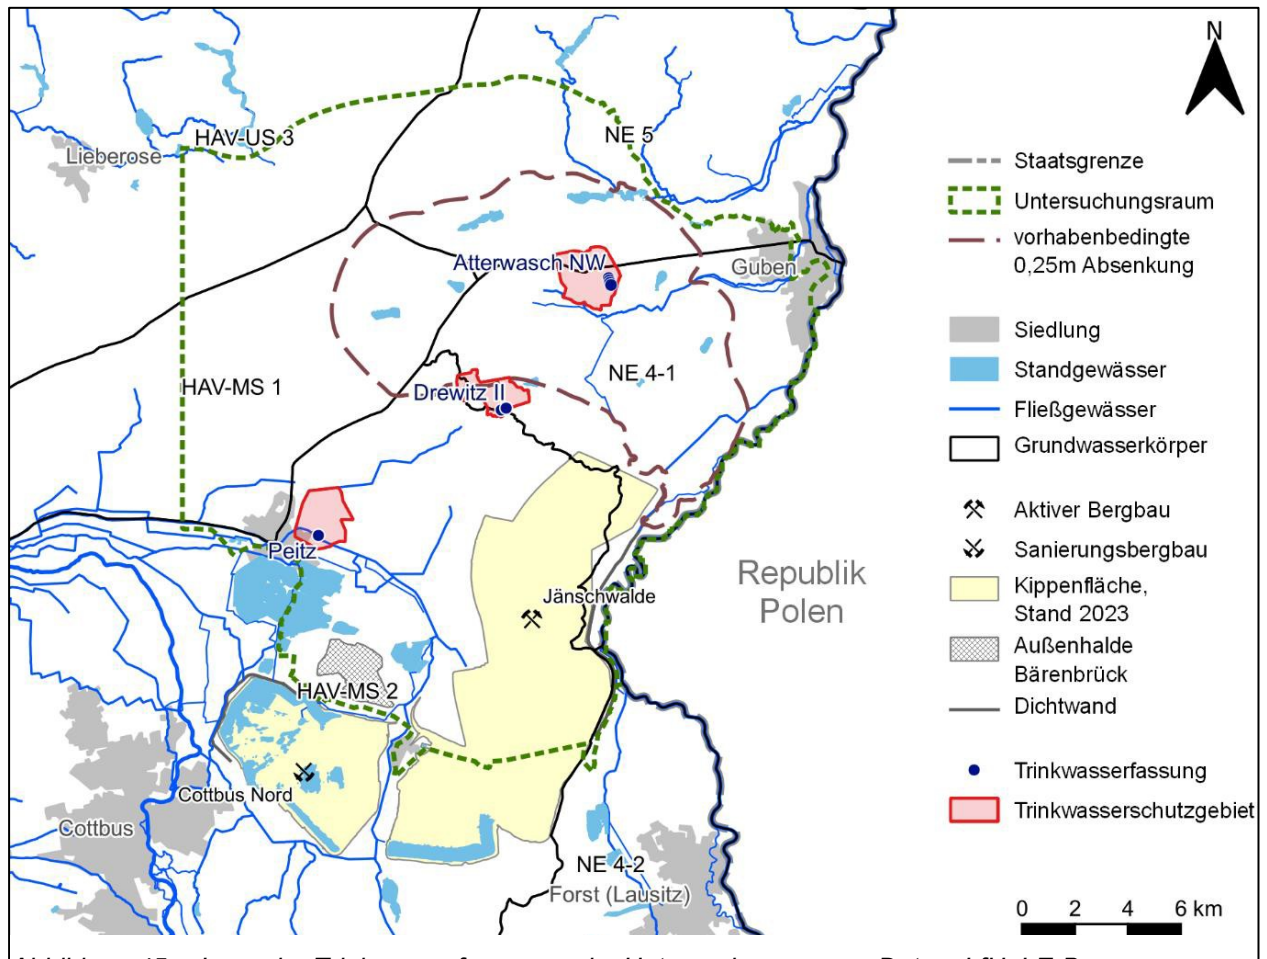 N
HAV-US 3
NE 5
Lieberose
Atterwasch NW
Guben
HAV-MS 1
NE 4-1
Drewitz II
Peitz
Jänschwalde
Republik
Polen
HAV-MS 2
Cottbus Nord
Cottbus
NE 4-2
Forst (Lausitz)
Staatsgrenze
Untersuchungsraum
vorhabenbedingte
0,25m Absenkung
Siedlung
Standgewässer
Fließgewässer
Grundwasserkörper
Aktiver Bergbau
Sanierungsbergbau
Kippenfläche,
Stand 2023
Außenhalde
Bärenbrück
Dichtwand
Trinkwasserfassung
Trinkwasserschutzgebiet
0 2 4 6 km